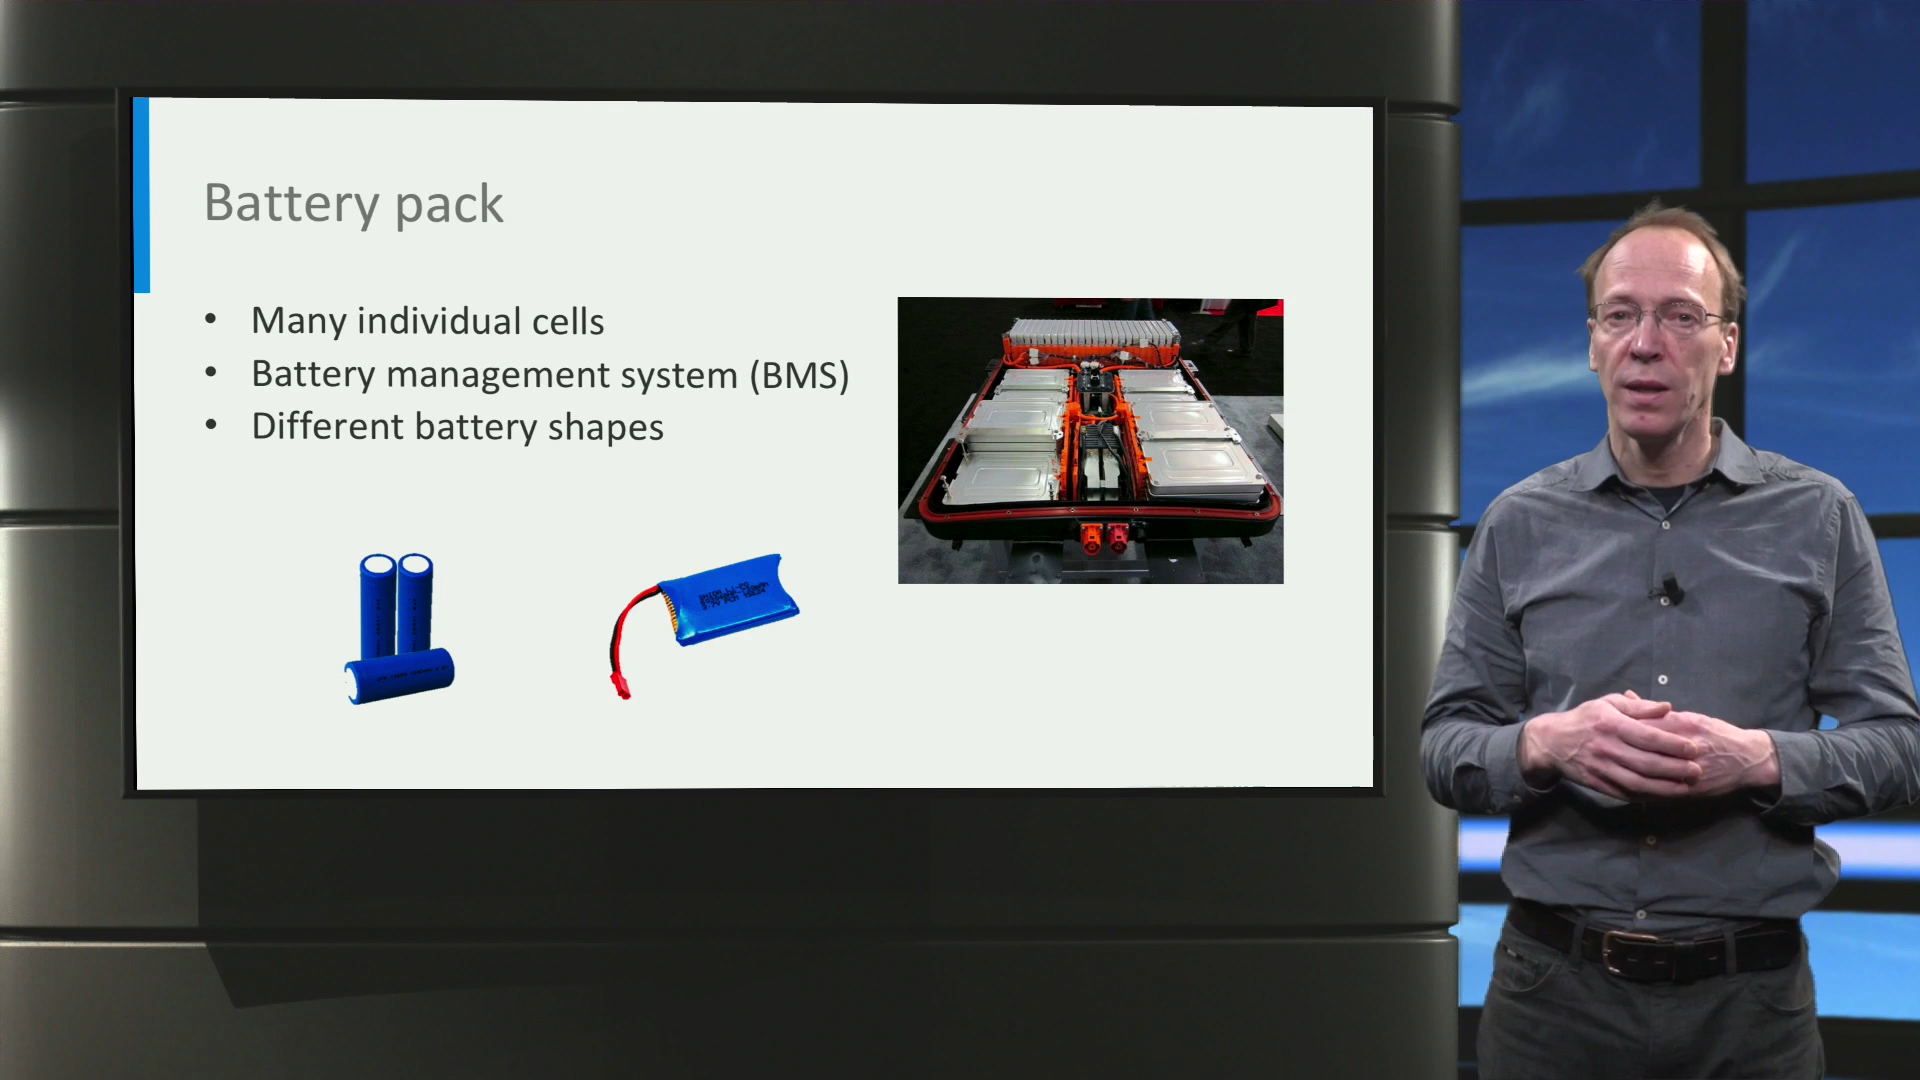 Battery pack
• Many individual cells
• Battery management system (BMS)
• Different battery shapes